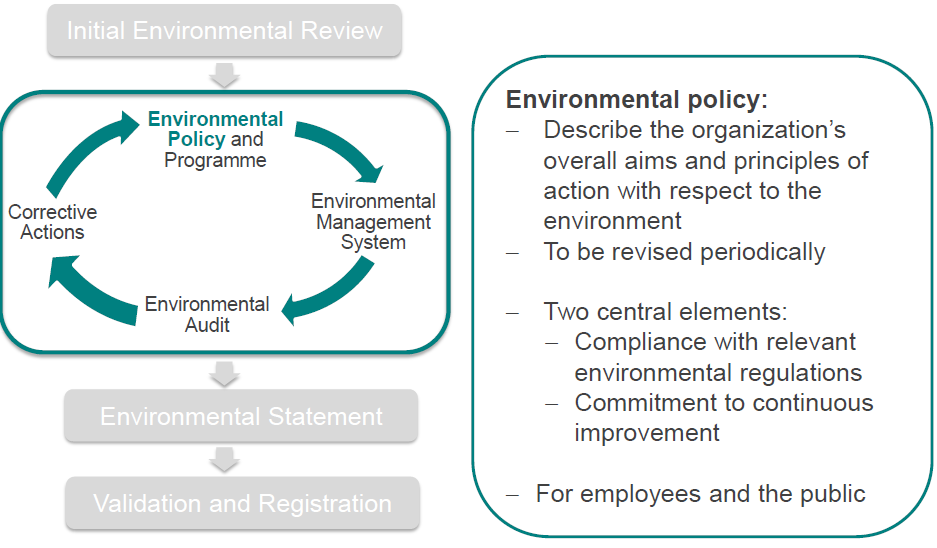 Initial Environmental Review
Environmental
Policy and
Programme
Environmental
Management
System
Environmental
Audit
Corrective
Actions
Environmental Statement
Validation and Registration
Environmental policy:
– Describe the organization’s
overall aims and principles of
action with respect to the
environment
– To be revised periodically
– Two central elements:
– Compliance with relevant
environmental regulations
– Commitment to continuous
improvement
– For employees and the public